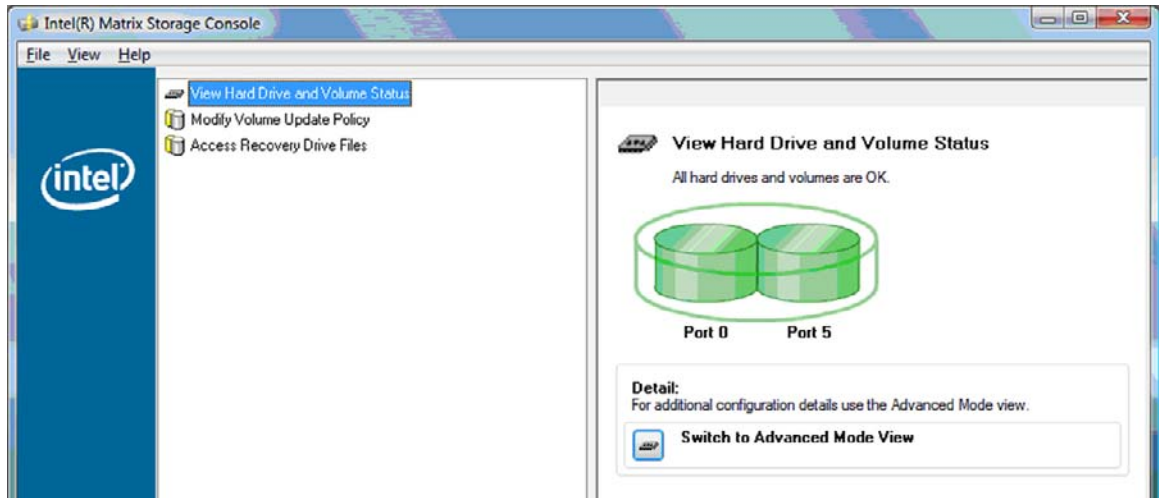 Intel(R) Matrix Storage Console
File View Help
View Hard Drive and Volume Status
Modify Volume Update Policy
Access Recovery Drive Files
intel
View Hard Drive and Volume Status
All hard drives and volumes are OK.
Port 0 Port 5
Detail:
For additional configuration details use the Advanced Mode view.
Switch to Advanced Mode View